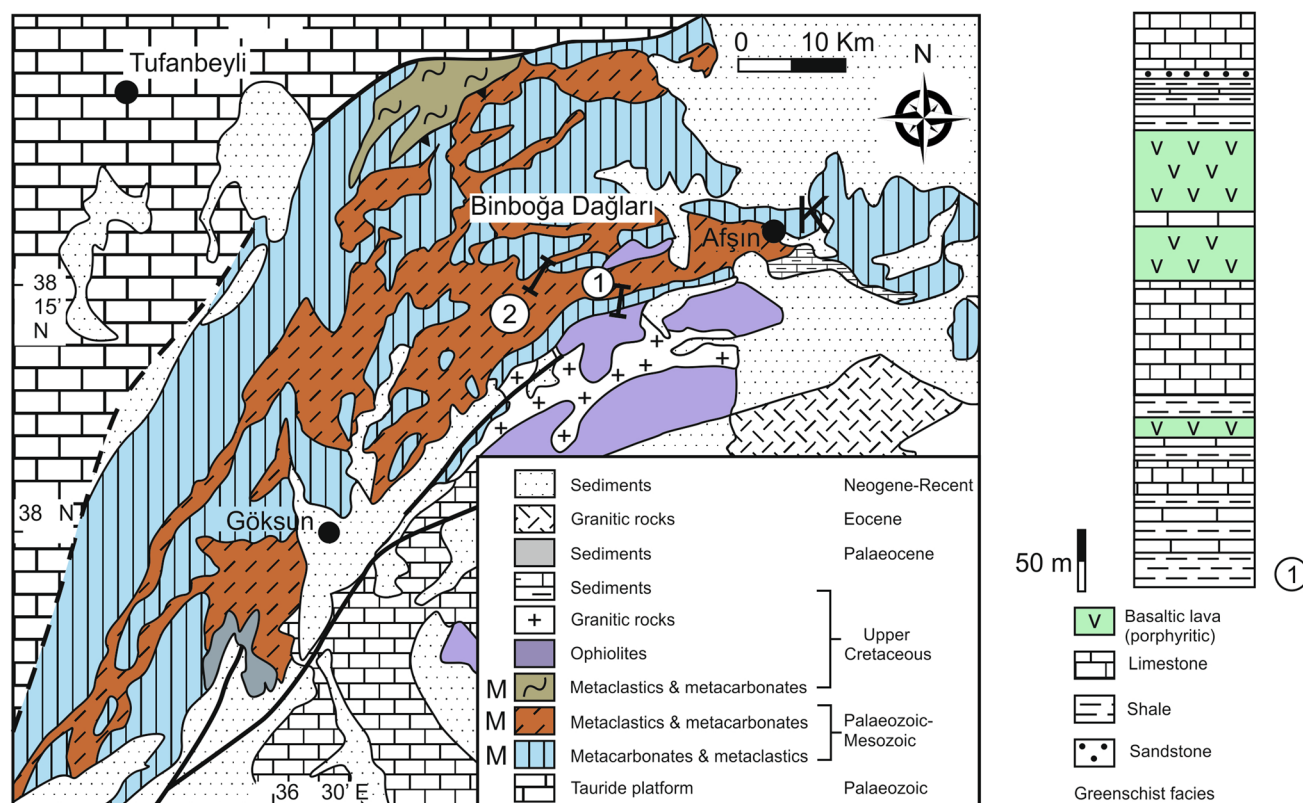 Tufanbeyli
0 10 Km
N
Binboğa Dağları
K
Afşın
1
2
38
15'
N
38 N
Göksun
36 30' E
Sediments Neogene-Recent
Granitic rocks Eocene
Sediments Palaeocene
Sediments
Granitic rocks
Upper
Cretaceous
Ophiolites
M Metaclastics & metacarbonates
M Metaclastics & metacarbonates
Palaeozoic-
Mesozoic
M Metacarbonates & metaclastics
Tauride platform Palaeozoic
50 m
1
Basaltic lava
(porphyritic)
Limestone
Shale
Sandstone
Greenschist facies